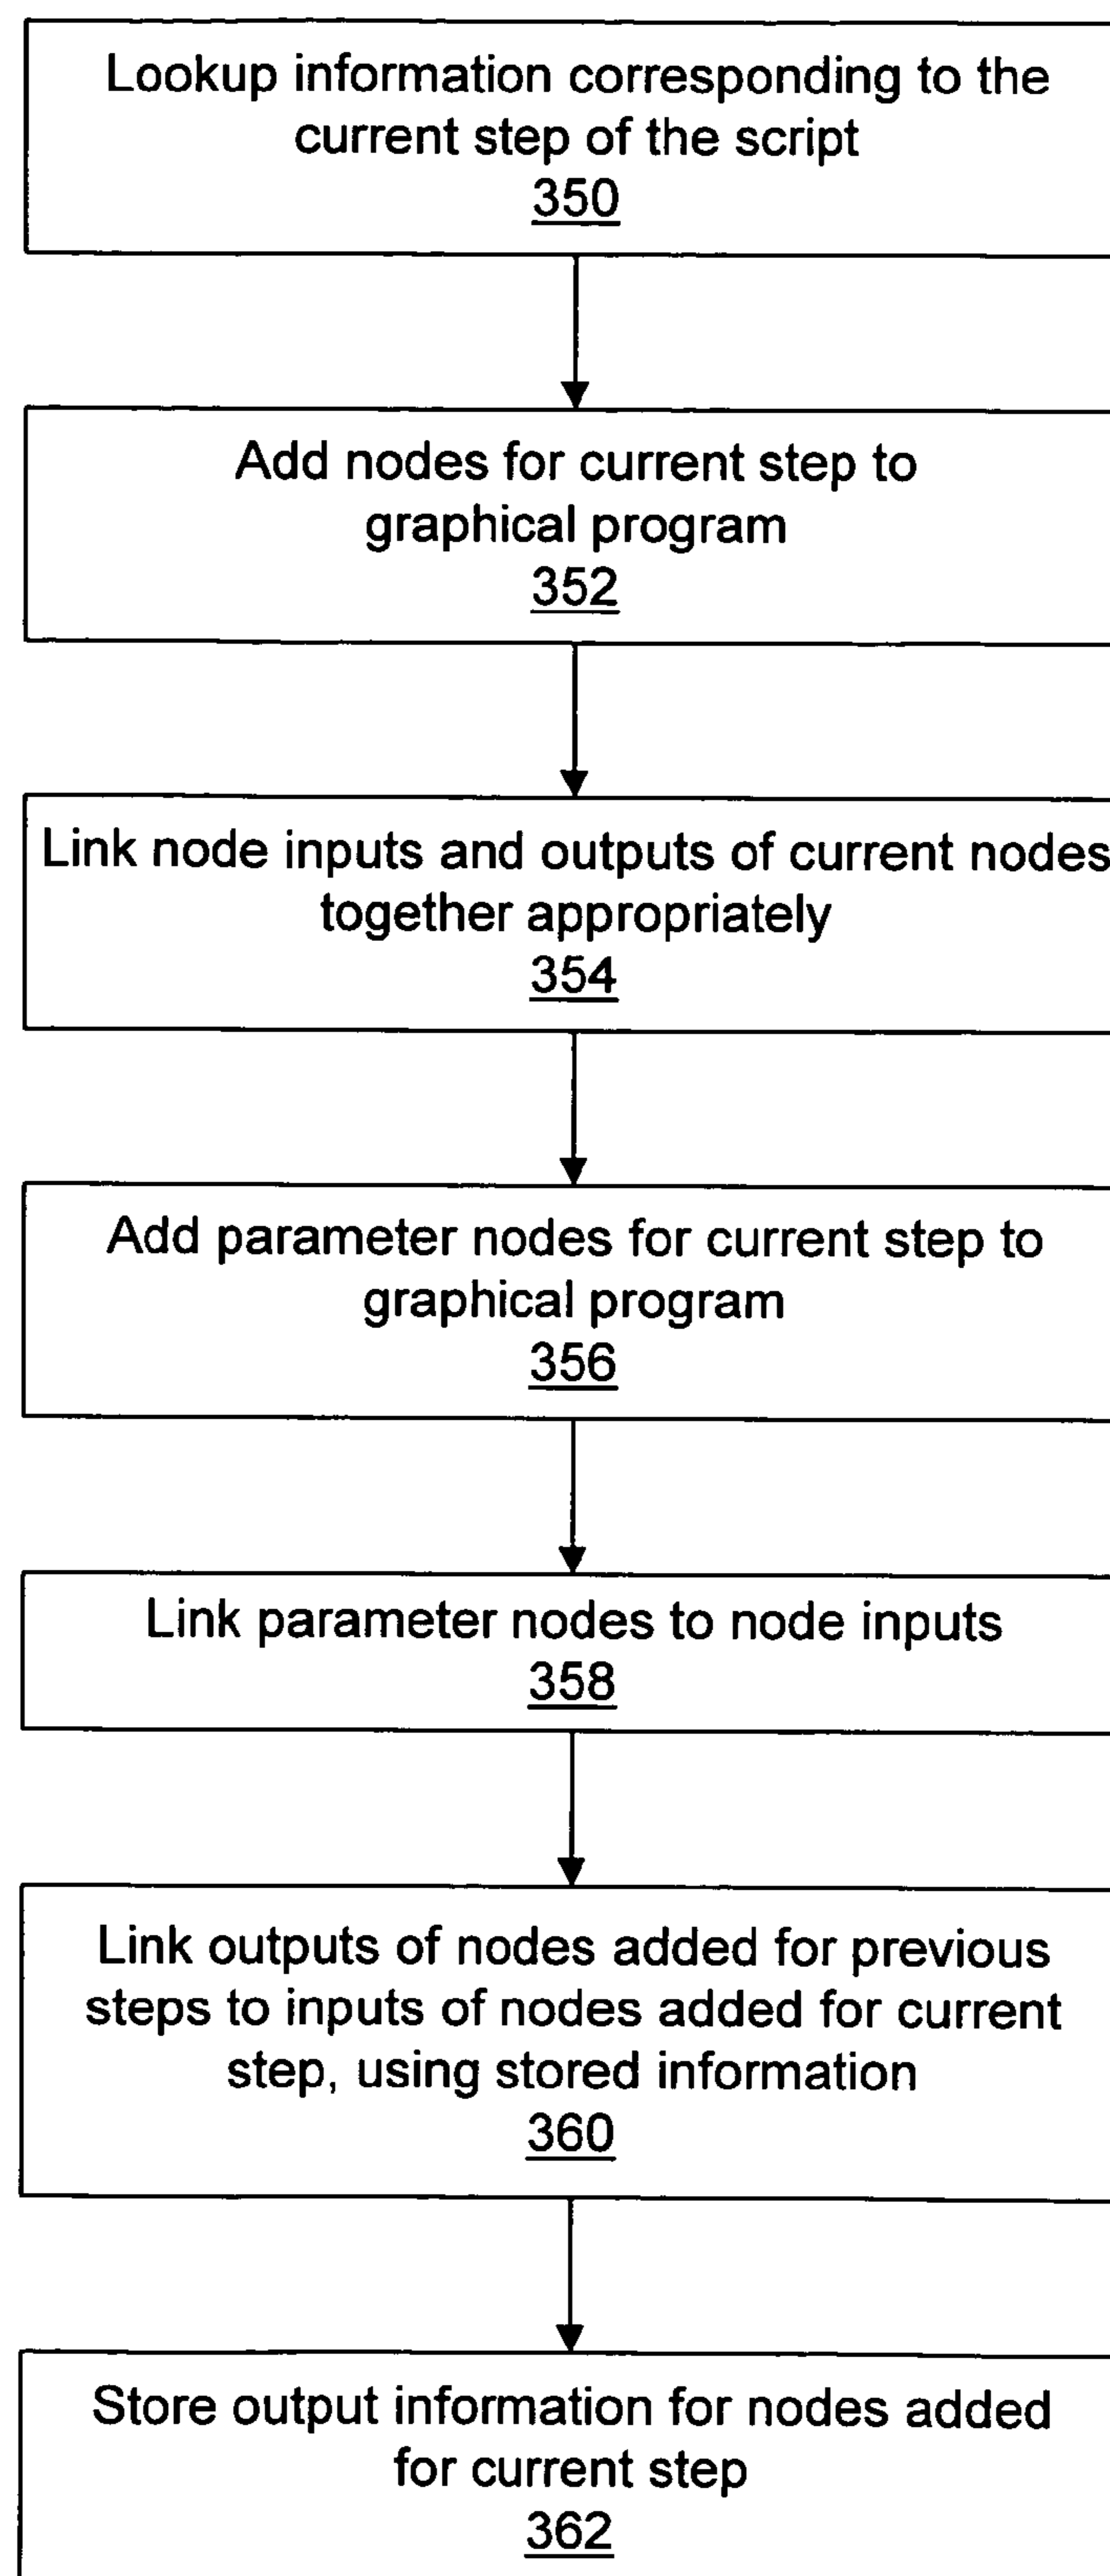 Lookup information corresponding to the
current step of the script
350
Add nodes for current step to
graphical program
352
Link node inputs and outputs of current nodes
together appropriately
354
Add parameter nodes for current step to
graphical program
356
Link parameter nodes to node inputs
358
Link outputs of nodes added for previous
steps to inputs of nodes added for current
step, using stored information
360
Store output information for nodes added
for current step
362